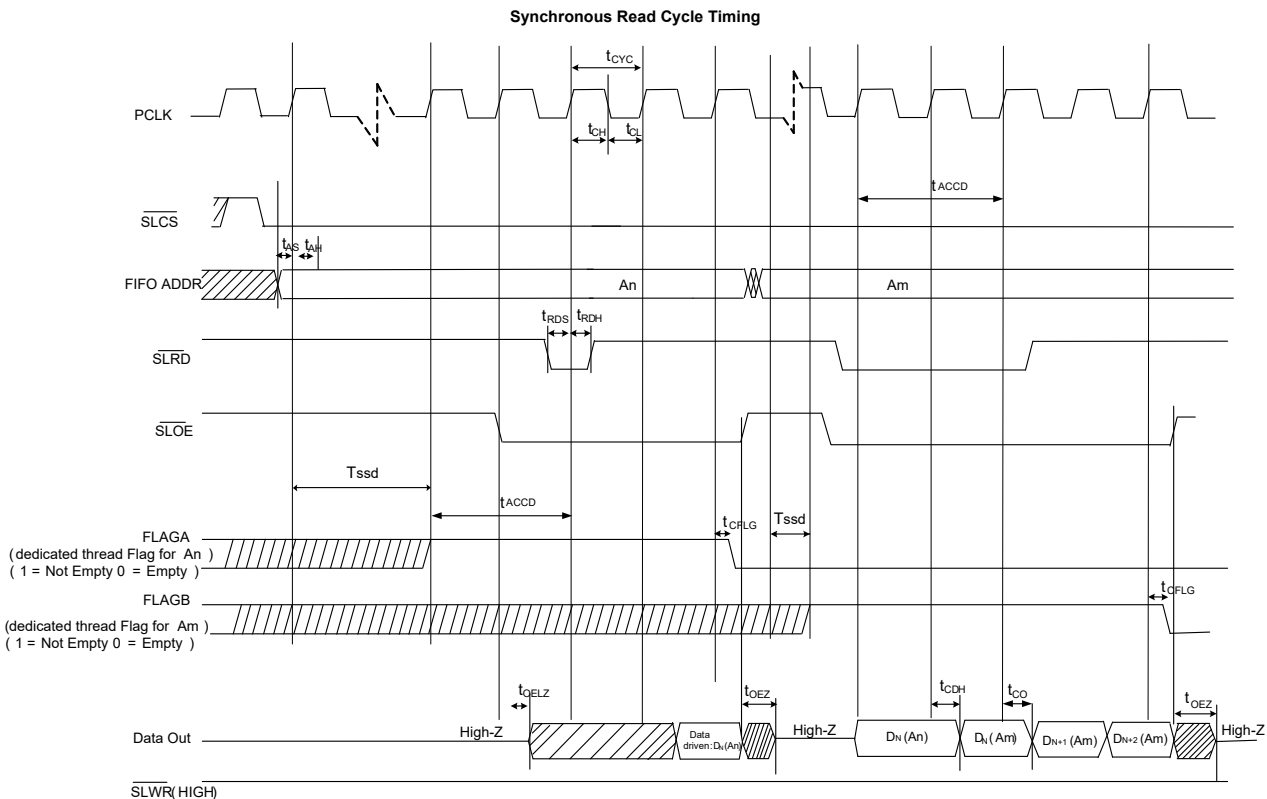 Synchronous Read Cycle Timing
tCYC
PCLK
tCH
tCL
tACCD
SLCS
tAS
tAH
FIFO ADDR
An
Am
tRDS
tRDH
SLRD
SLOE
Tssd
tACCD
tCFLG
Tssd
FLAGA
(dedicated thread Flag for An )
( 1 = Not Empty 0 = Empty )
FLAGB
(dedicated thread Flag for Am )
( 1 = Not Empty 0 = Empty )
tCFLG
tOELZ
tOEZ
tCDH
tCO
tOEZ
Data Out
High-Z
Data
driven:DN(An)
High-Z
DN(An)
DN(Am)
DN+1(Am)
DN+2(Am)
High-Z
SLWR(HIGH)